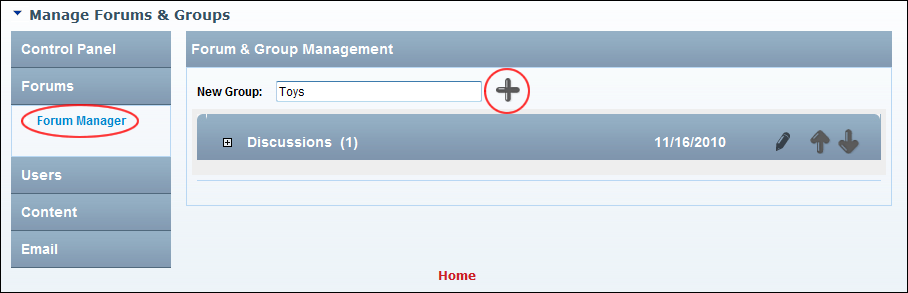 Manage Forums & Groups
Control Panel
Forums
Forum Manager
Users
Content
Email
Forum & Group Management
New Group: Toys
Discussions (1) 11/16/2010
Home